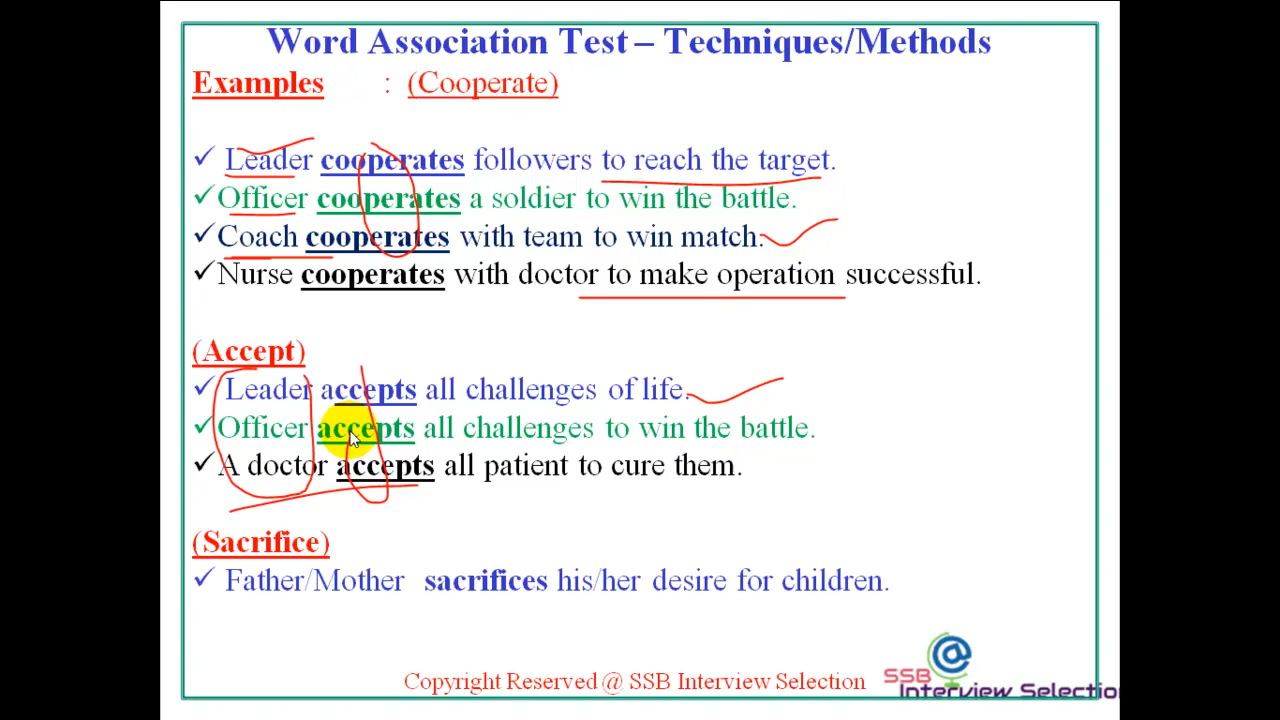 Word Association Test – Techniques/Methods
Examples : (Cooperate)
✓ Leader cooperates followers to reach the target.
✓ Officer cooperates a soldier to win the battle.
✓ Coach cooperates with team to win match.
✓ Nurse cooperates with doctor to make operation successful.
(Accept)
✓ Leader accepts all challenges of life.
✓ Officer accepts all challenges to win the battle.
✓ A doctor accepts all patient to cure them.
(Sacrifice)
✓ Father/Mother sacrifices his/her desire for children.
Copyright Reserved @ SSB Interview Selection
SSB
Interview Selectio